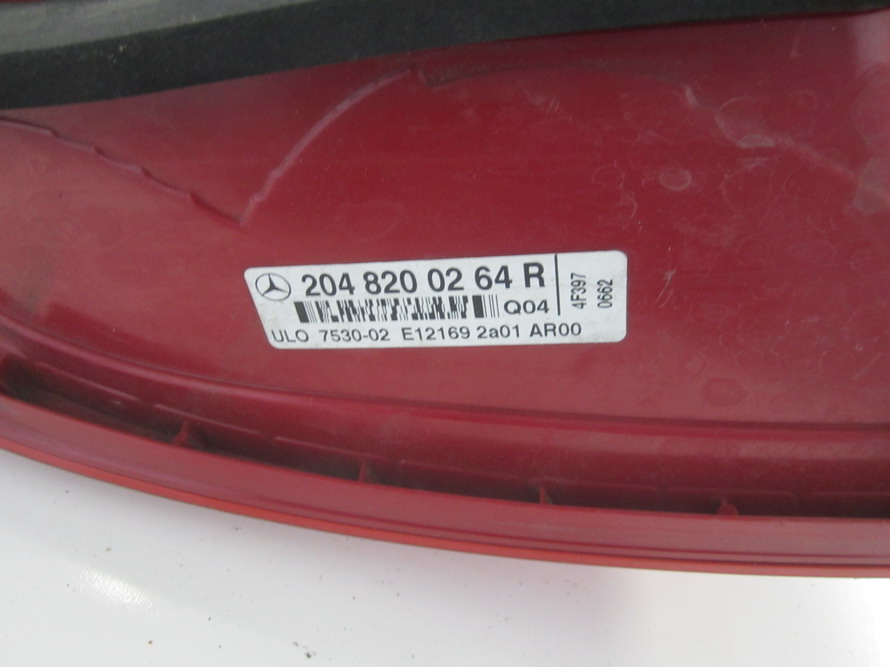 204 820 02 64 R
Q04
ULO 7530-02 E12169 2a01 AR00
4F397
0662